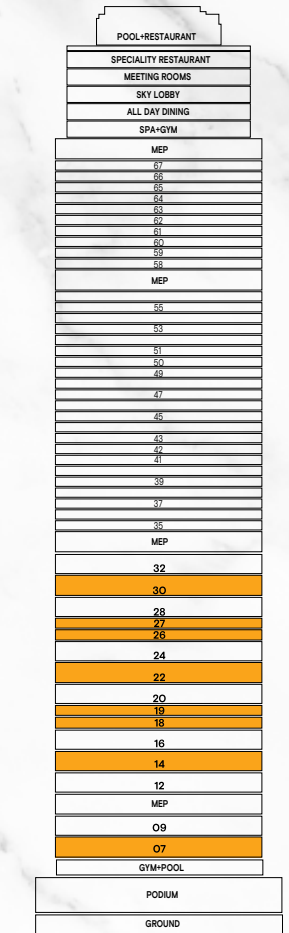 POOL+RESTAURANT
SPECIALITY RESTAURANT
MEETING ROOMS
SKY LOBBY
ALL DAY DINING
SPA+GYM
MEP
67
66
65
64
63
62
61
60
59
58
MEP
55
53
51
50
49
47
45
43
42
41
39
37
35
MEP
32
30
28
27
26
24
22
20
19
18
16
14
12
MEP
09
07
GYM+POOL
PODIUM
GROUND